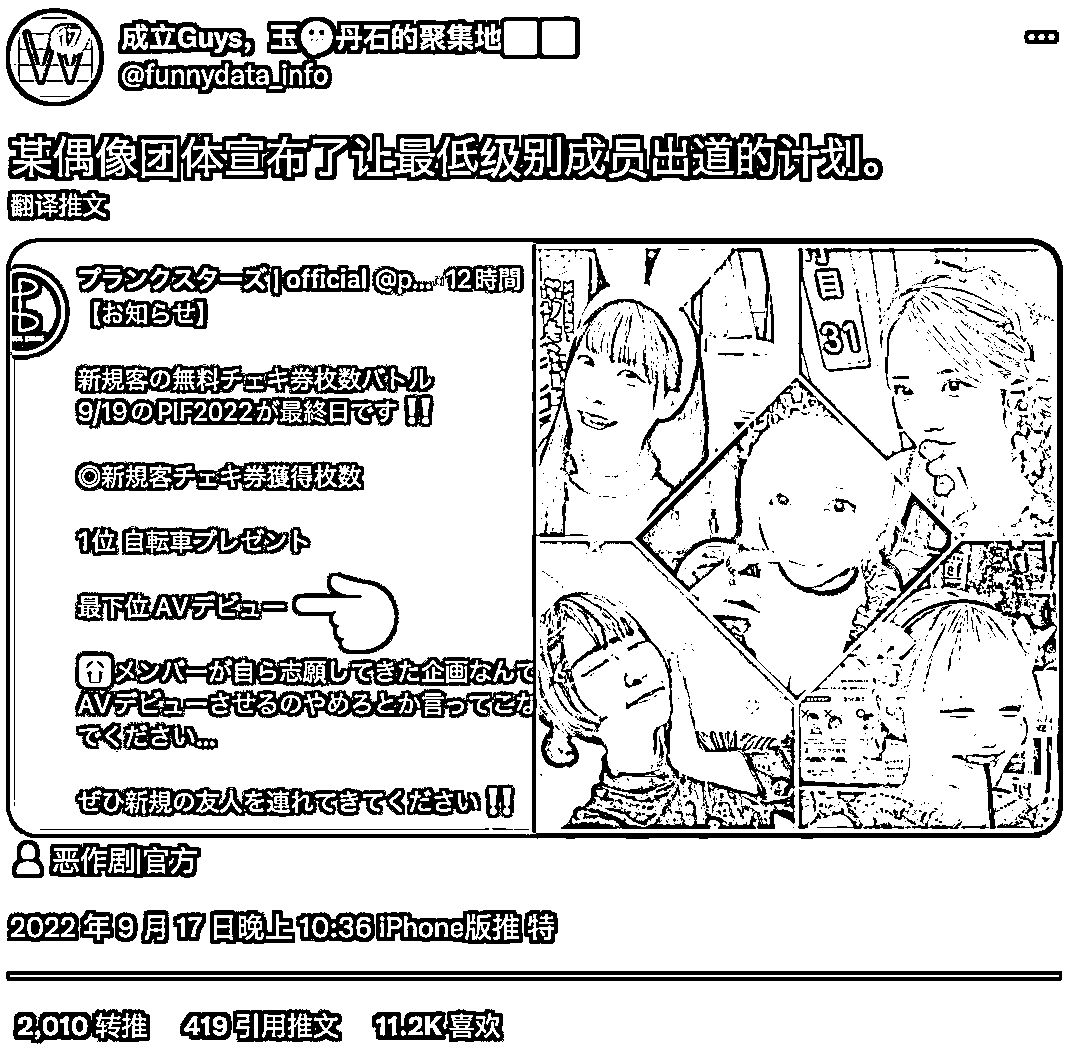 成立Guys，玉丹石的聚集地
@funnydata_info
某偶像团体宣布了让最低级别成员出道的计划。
翻译推文
プランクスターズ | official @p... 12時間
【お知らせ】
新規客の無料チェキ券枚数バトル
9/19のPIF2022が最終日です‼
◎新規客チェキ券獲得枚数
1位 自転車プレゼント
最下位 AVデビュー
メンバーが自ら志願してきた企画なんで
AVデビューさせるのやめろとか言ってこな
てください...
ぜひ新規の友人を連れてきてください‼
31
恶作剧|官方
2022 年 9 月 17 日晚上 10:36 iPhone版推 特
2,010 转推 419 引用推文 11.2K 喜欢